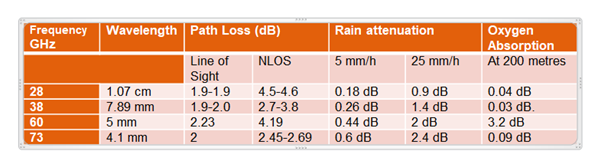 Frequency GHz Wavelength Path Loss (dB) Rain attenuation Oxygen Absorption
Line of Sight NLOS 5 mm/h 25 mm/h At 200 metres
28 1.07 cm 1.9-1.9 4.5-4.6 0.18 dB 0.9 dB 0.04 dB
38 7.89 mm 1.9-2.0 2.7-3.8 0.26 dB 1.4 dB 0.03 dB.
60 5 mm 2.23 4.19 0.44 dB 2 dB 3.2 dB
73 4.1 mm 2 2.45-2.69 0.6 dB 2.4 dB 0.09 dB